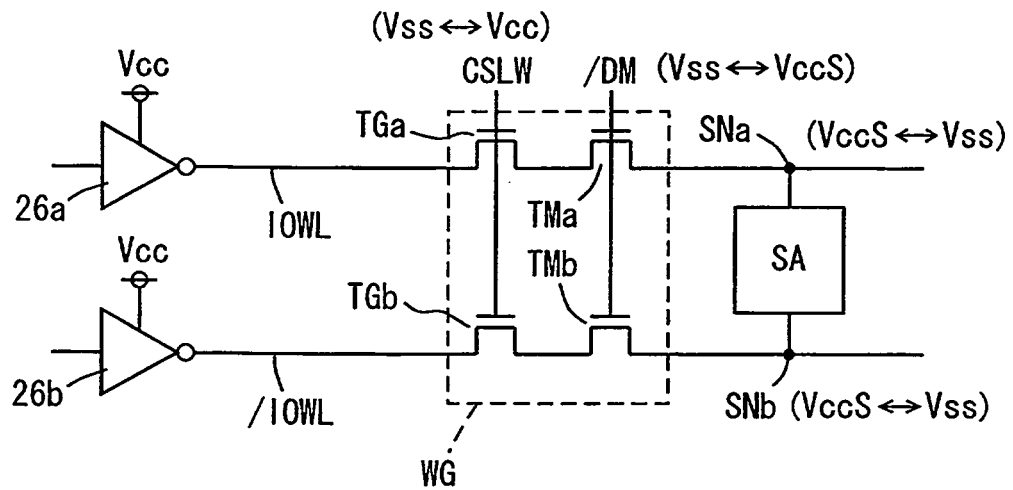 (Vss↔Vcc)
Vcc
CSLW
/DM (Vss↔VccS)
TGa
SNa
(VccS↔Vss)
26a
IOWL
TMa
Vcc
TMb
SA
TGb
26b
/IOWL
SNb (VccS↔Vss)
WG